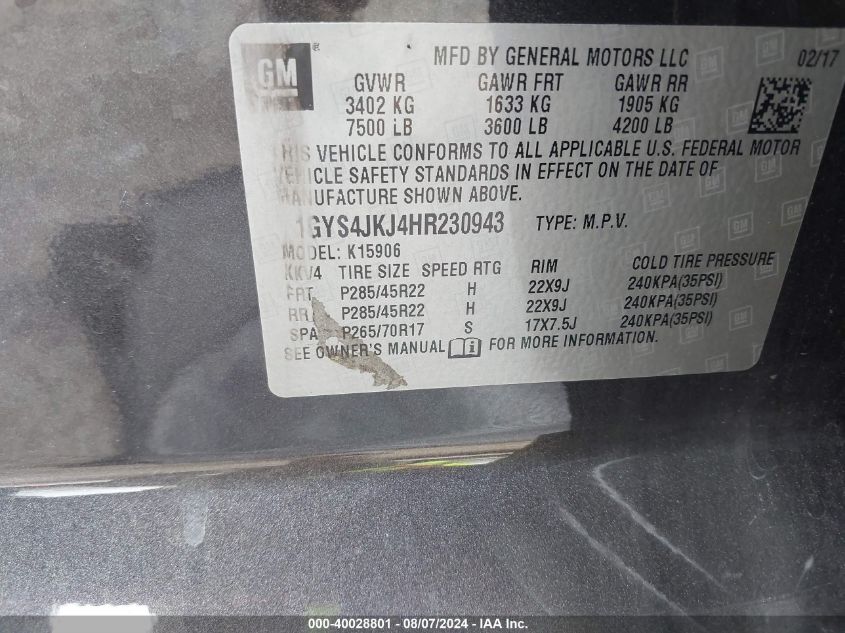 GM ® MFD BY GENERAL MOTORS LLC 02/17
GVWR GAWR FRT GAWR RR
3402 KG 1633 KG 1905 KG
7500 LB 3600 LB 4200 LB
THIS VEHICLE CONFORMS TO ALL APPLICABLE U.S. FEDERAL MOTOR
VEHICLE SAFETY STANDARDS IN EFFECT ON THE DATE OF
MANUFACTURE SHOWN ABOVE.
1GYS4JKJ4HR230943 TYPE: M.P.V.
MODEL: K15906
KKV4 TIRE SIZE SPEED RTG RIM COLD TIRE PRESSURE
FRT P285/45R22 H 22X9J 240KPA(35PSI)
RR P285/45R22 H 22X9J 240KPA(35PSI)
SPA P265/70R17 S 17X7.5J 240KPA(35PSI)
SEE OWNER'S MANUAL FOR MORE INFORMATION.
000-40028801 - 08/07/2024 - IAA Inc.